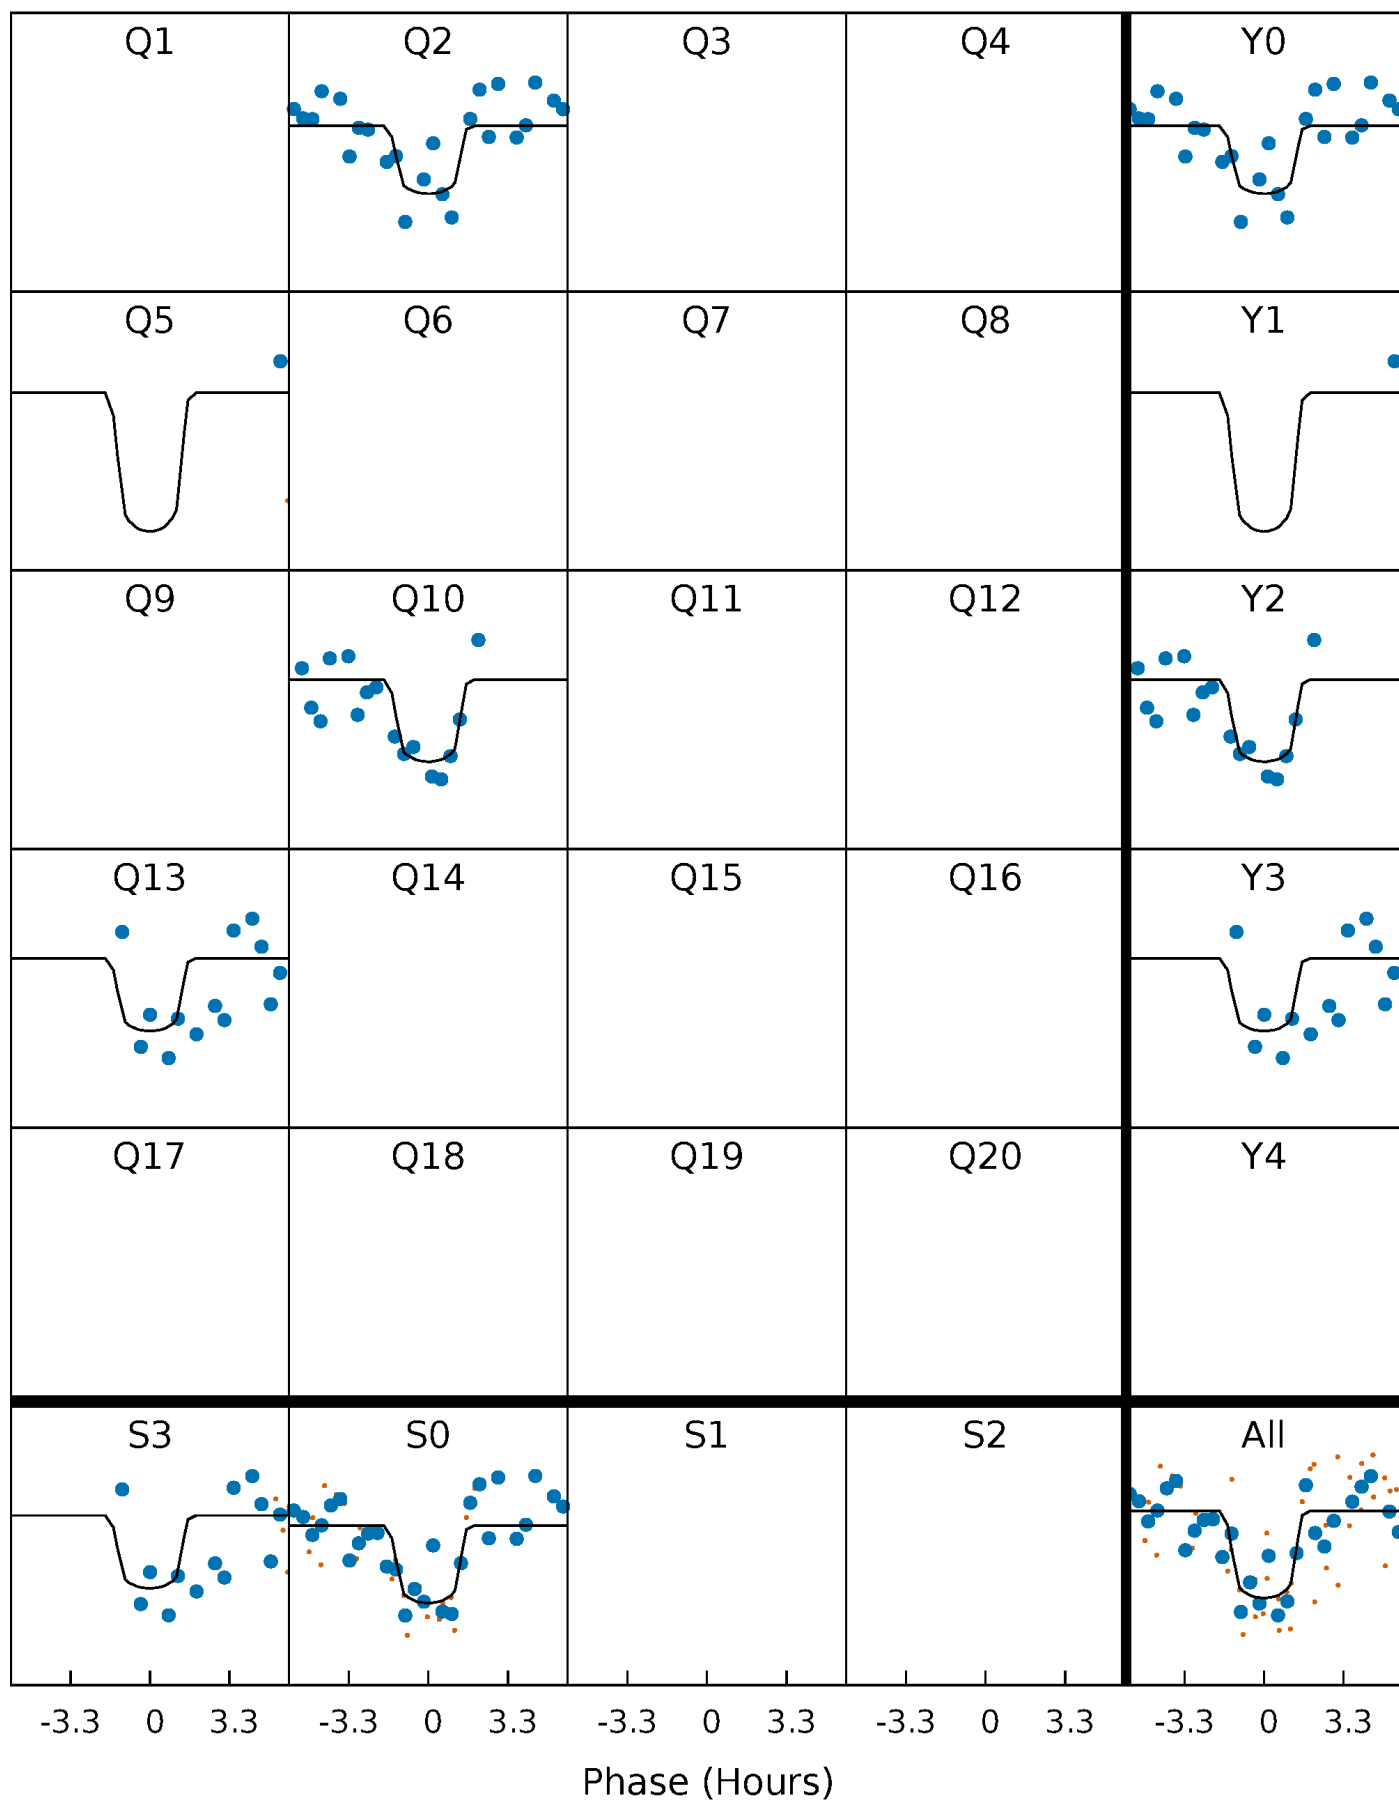 Q1 Q2 Q3 Q4 Y0
Q5 Q6 Q7 Q8 Y1
Q9 Q10 Q11 Q12 Y2
Q13 Q14 Q15 Q16 Y3
Q17 Q18 Q19 Q20 Y4
S3 S0 S1 S2 All
-3.3 0 3.3 -3.3 0 3.3 -3.3 0 3.3 -3.3 0 3.3 -3.3 0 3.3
Phase (Hours)